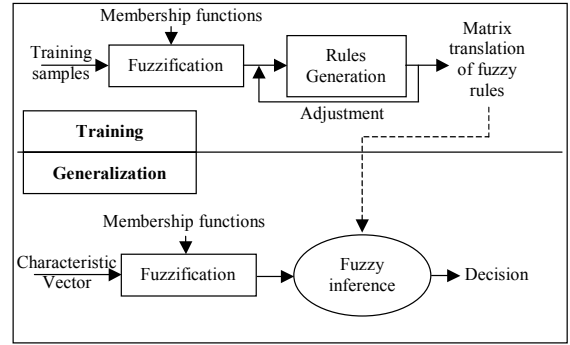 Membership functions
Training
samples
Fuzzification
Rules
Generation
Matrix
translation
of fuzzy
rules
Adjustment
Training
Generalization
Membership functions
Characteristic
Vector
Fuzzification
Fuzzy
inference
Decision